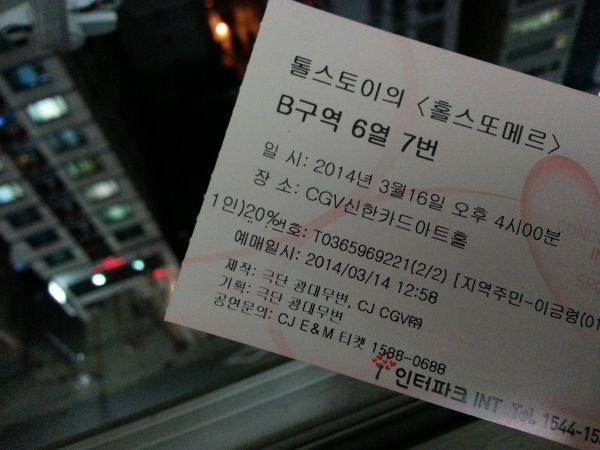 톨스토이의 <홀스또메르>
B구역 6열 7번
일 시: 2014년 3월16일 오후 4시00분
장 소: CGV신한카드아트홀
1인)20%번호: T0365969221(2/2) [지역주민-이금령(01
예매일시: 2014/03/14 12:58
제작: 극단 광대무변, CJ CGV㈜
기획: 극단 광대무변
공연문의: CJ E&M 티켓 1588-0688
인터파크 INT Tel. 1544-15